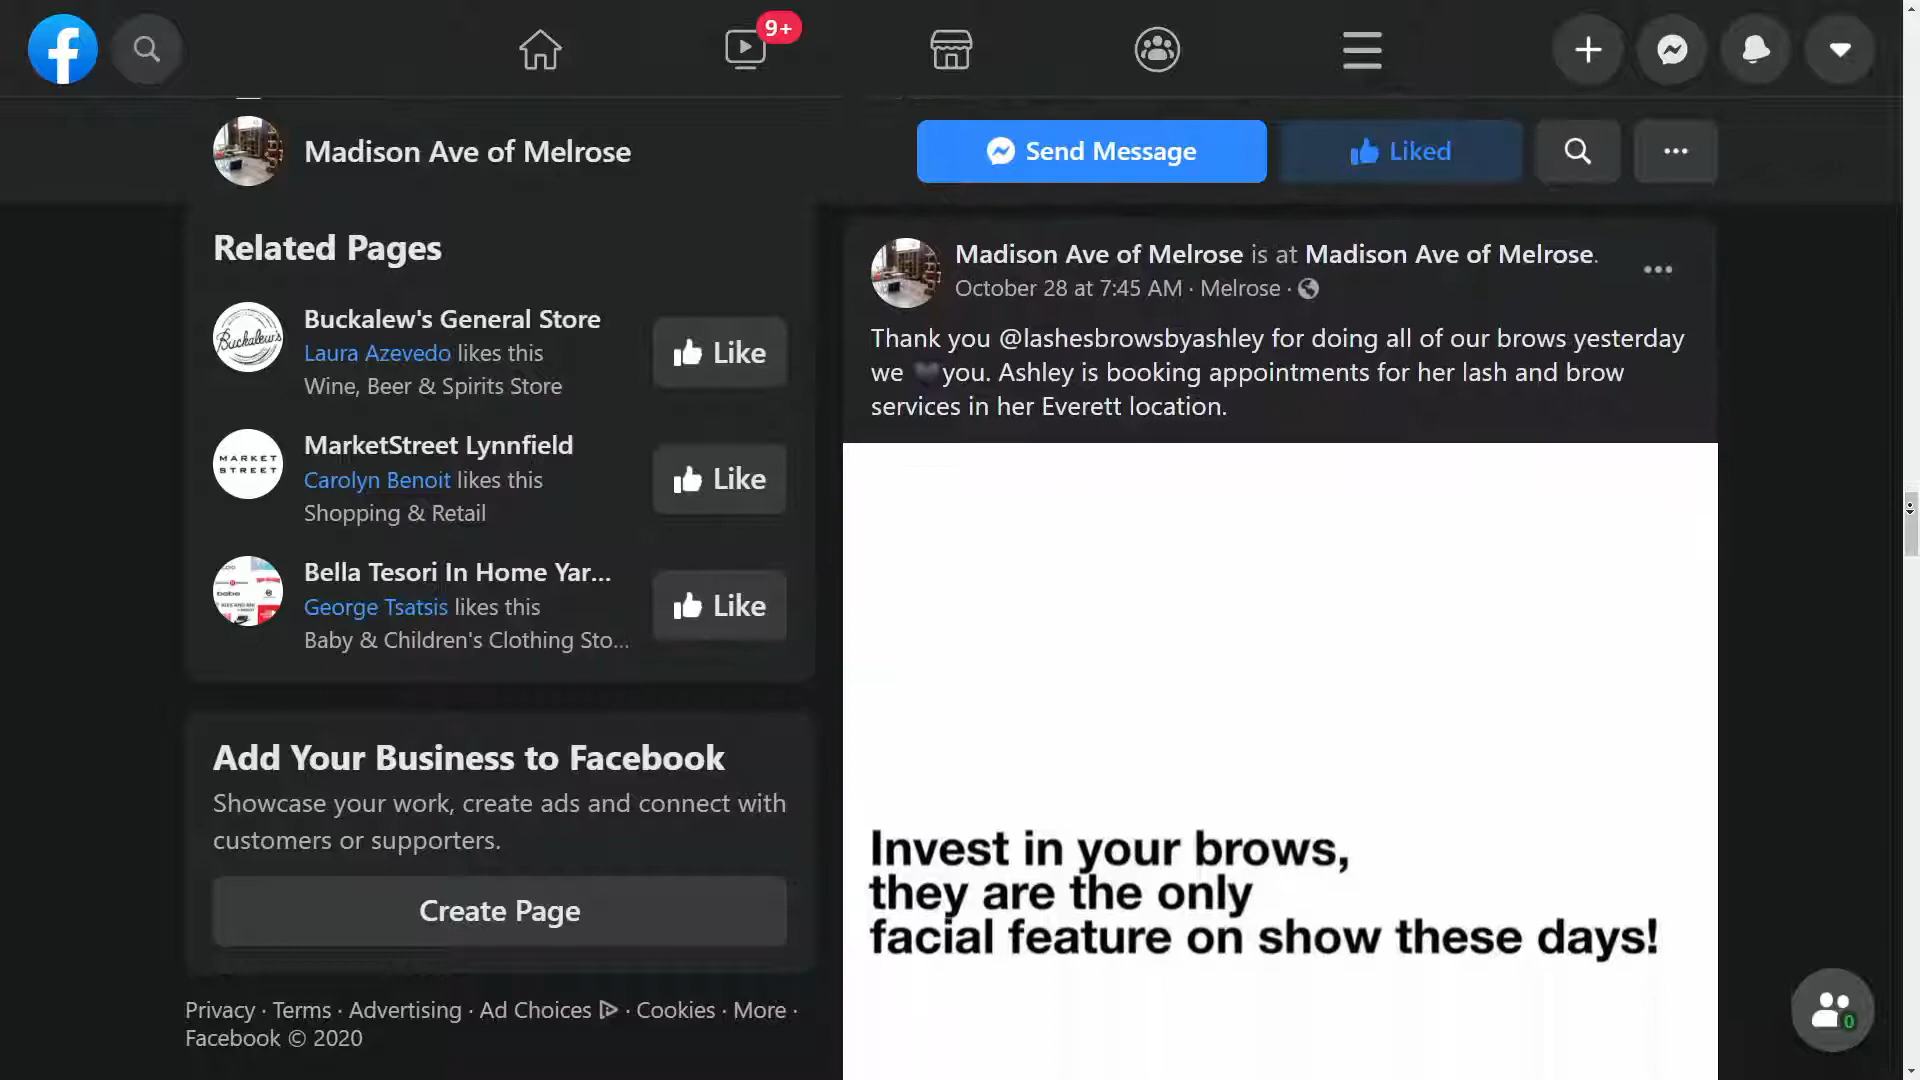 9+
Madison Ave of Melrose
Send Message
Liked
Related Pages
Buckalew's
Buckalew's General Store
Laura Azevedo likes this
Wine, Beer & Spirits Store
Like
MARKET
STREET
MarketStreet Lynnfield
Carolyn Benoit likes this
Shopping & Retail
Like
bebe
Bella Tesori In Home Yar...
George Tsatsis likes this
Baby & Children's Clothing Sto...
Like
Add Your Business to Facebook
Showcase your work, create ads and connect with
customers or supporters.
Create Page
Privacy · Terms · Advertising · Ad Choices · Cookies · More ·
Facebook © 2020
Madison Ave of Melrose is at Madison Ave of Melrose.
October 28 at 7:45 AM · Melrose ·
Thank you @lashesbrowsbyashley for doing all of our brows yesterday
we 🖤you. Ashley is booking appointments for her lash and brow
services in her Everett location.
Invest in your brows,
they are the only
facial feature on show these days!
0